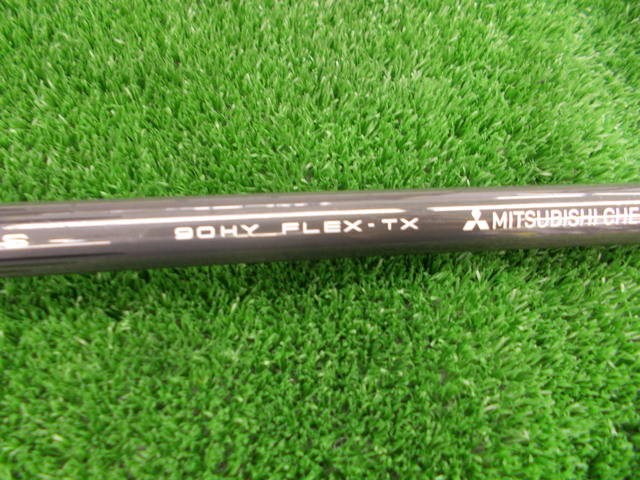 S 90HY FLEX-TX MITSUBISHI CHE